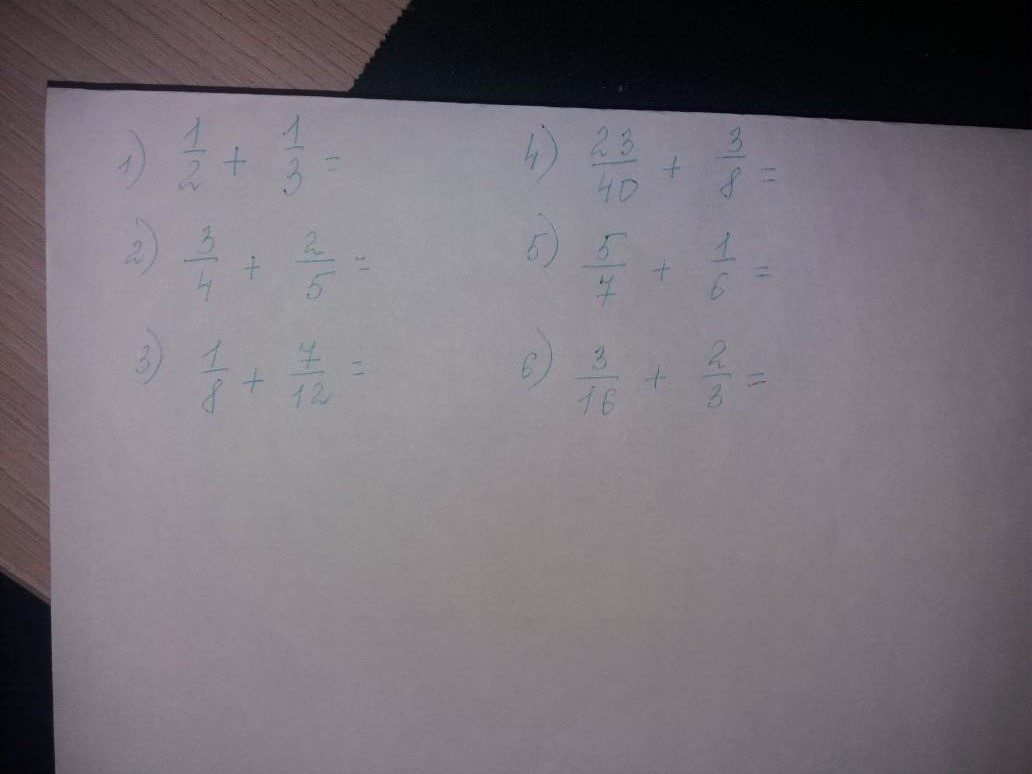 1) 1/2 + 1/3 =
2) 3/4 + 2/5 =
3) 1/8 + 7/12 =
4) 23/40 + 3/8 =
5) 5/7 + 1/6 =
6) 3/16 + 2/3 =